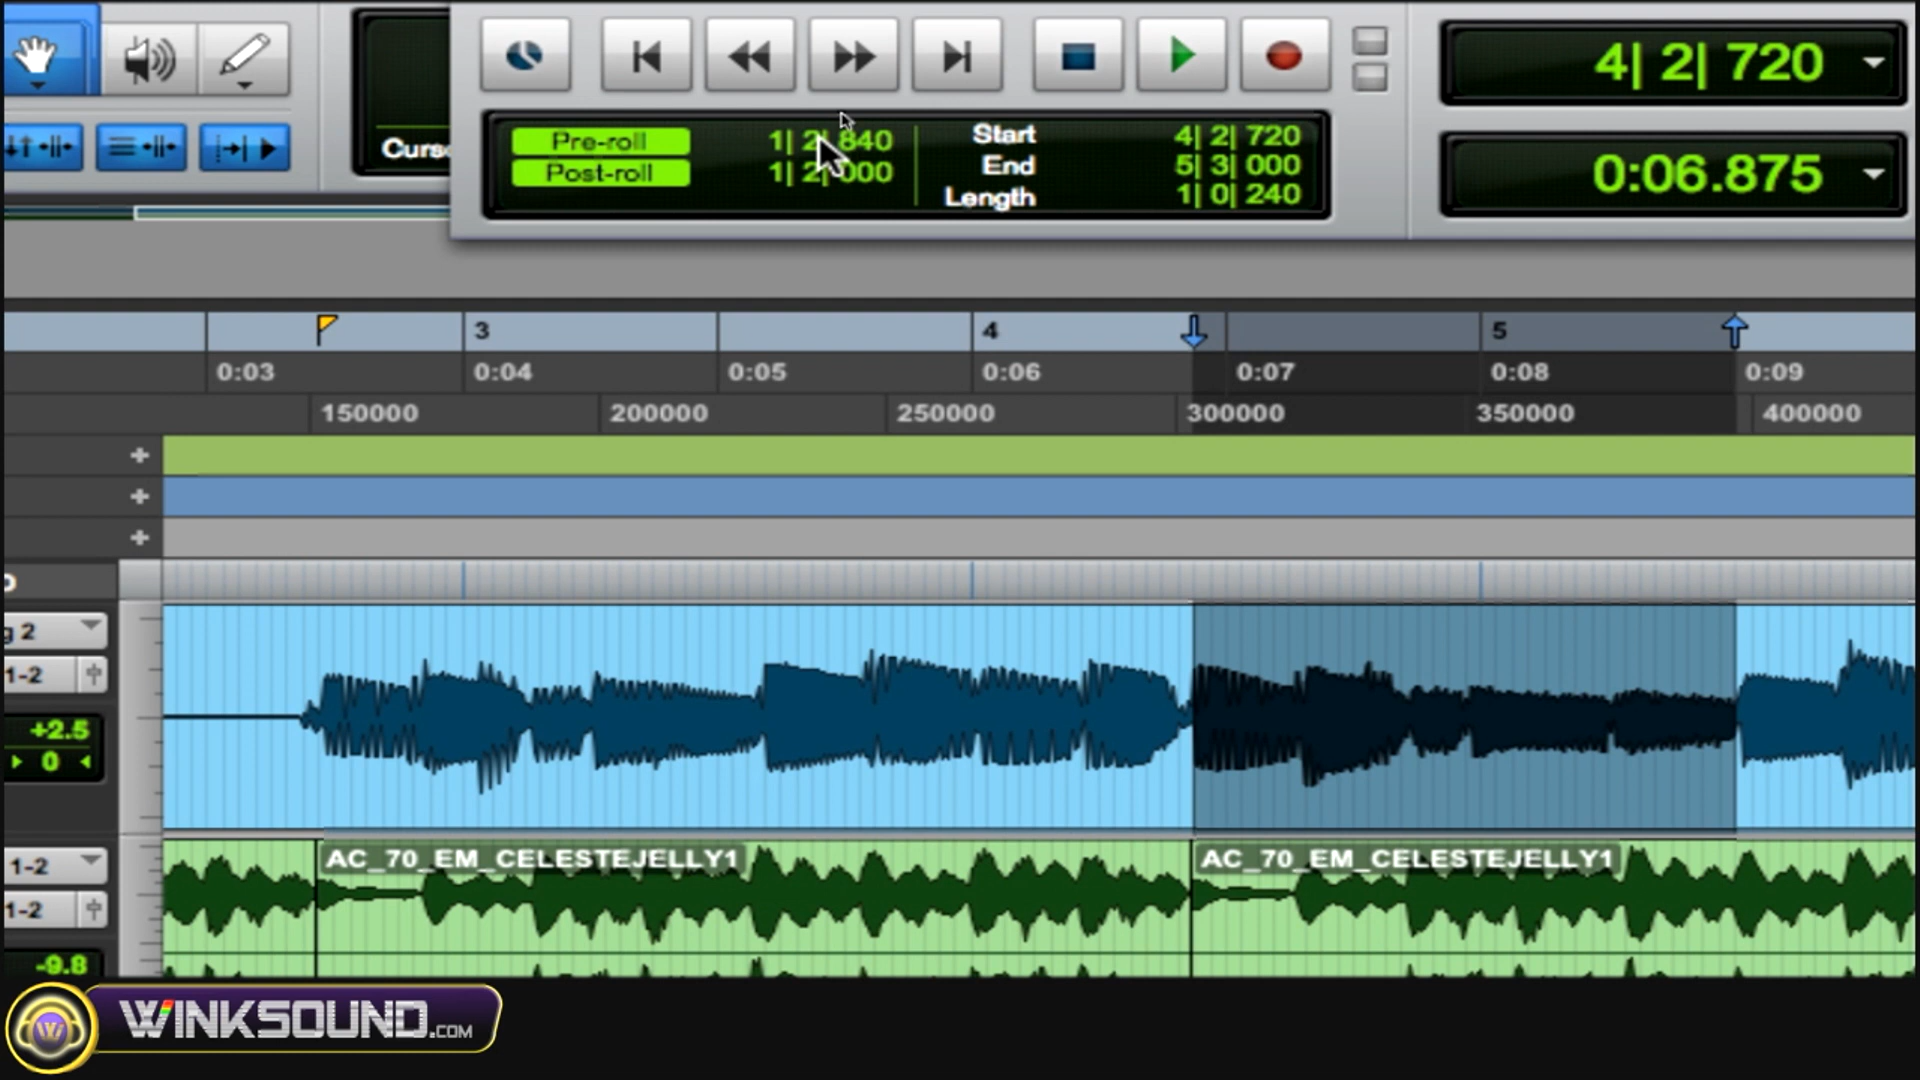 4| 2| 720
Pre-roll 1| 2| 840 Start 4| 2| 720
Post-roll 1| 2| 000 End 5| 3| 000
Length 1| 0| 240
0:06.875
3 4 5
0:03 0:04 0:05 0:06 0:07 0:08 0:09
150000 200000 250000 300000 350000 400000
2
1-2
+2.5
0
1-2
1-2
-9.8
AC_70_EM_CELESTEJELLY1 AC_70_EM_CELESTEJELLY1
WINKSOUND.COM